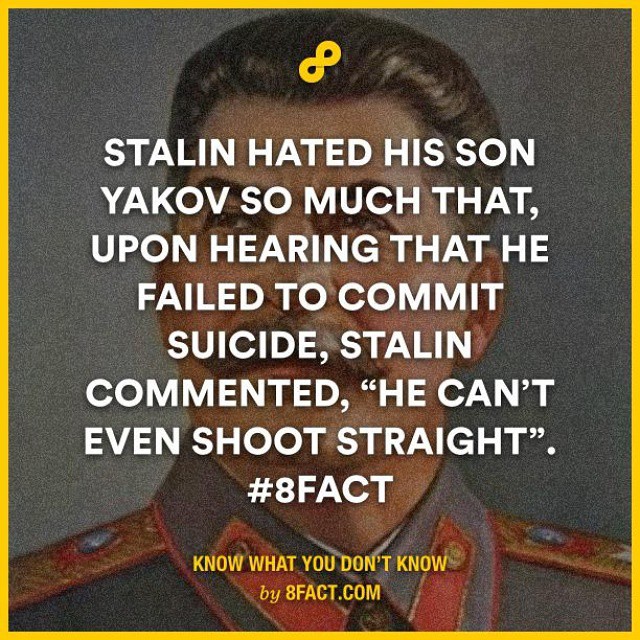 STALIN HATED HIS SON
YAKOV SO MUCH THAT,
UPON HEARING THAT HE
FAILED TO COMMIT
SUICIDE, STALIN
COMMENTED, “HE CAN’T
EVEN SHOOT STRAIGHT”.
#8FACT
KNOW WHAT YOU DON’T KNOW
by 8FACT.COM